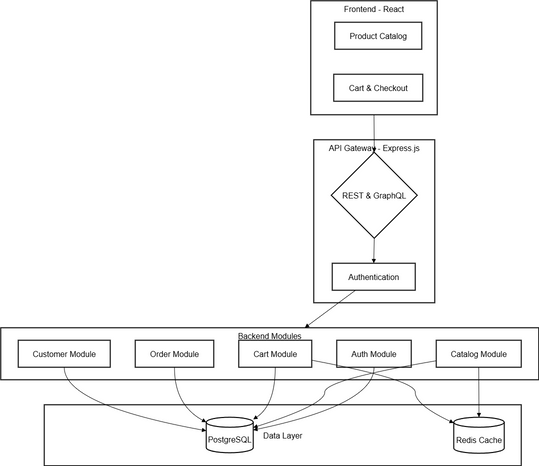 Frontend - React
Product Catalog
Cart & Checkout
API Gateway - Express.js
REST & GraphQL
Authentication
Backend Modules
Customer Module
Order Module
Cart Module
Auth Module
Catalog Module
PostgreSQL
Data Layer
Redis Cache